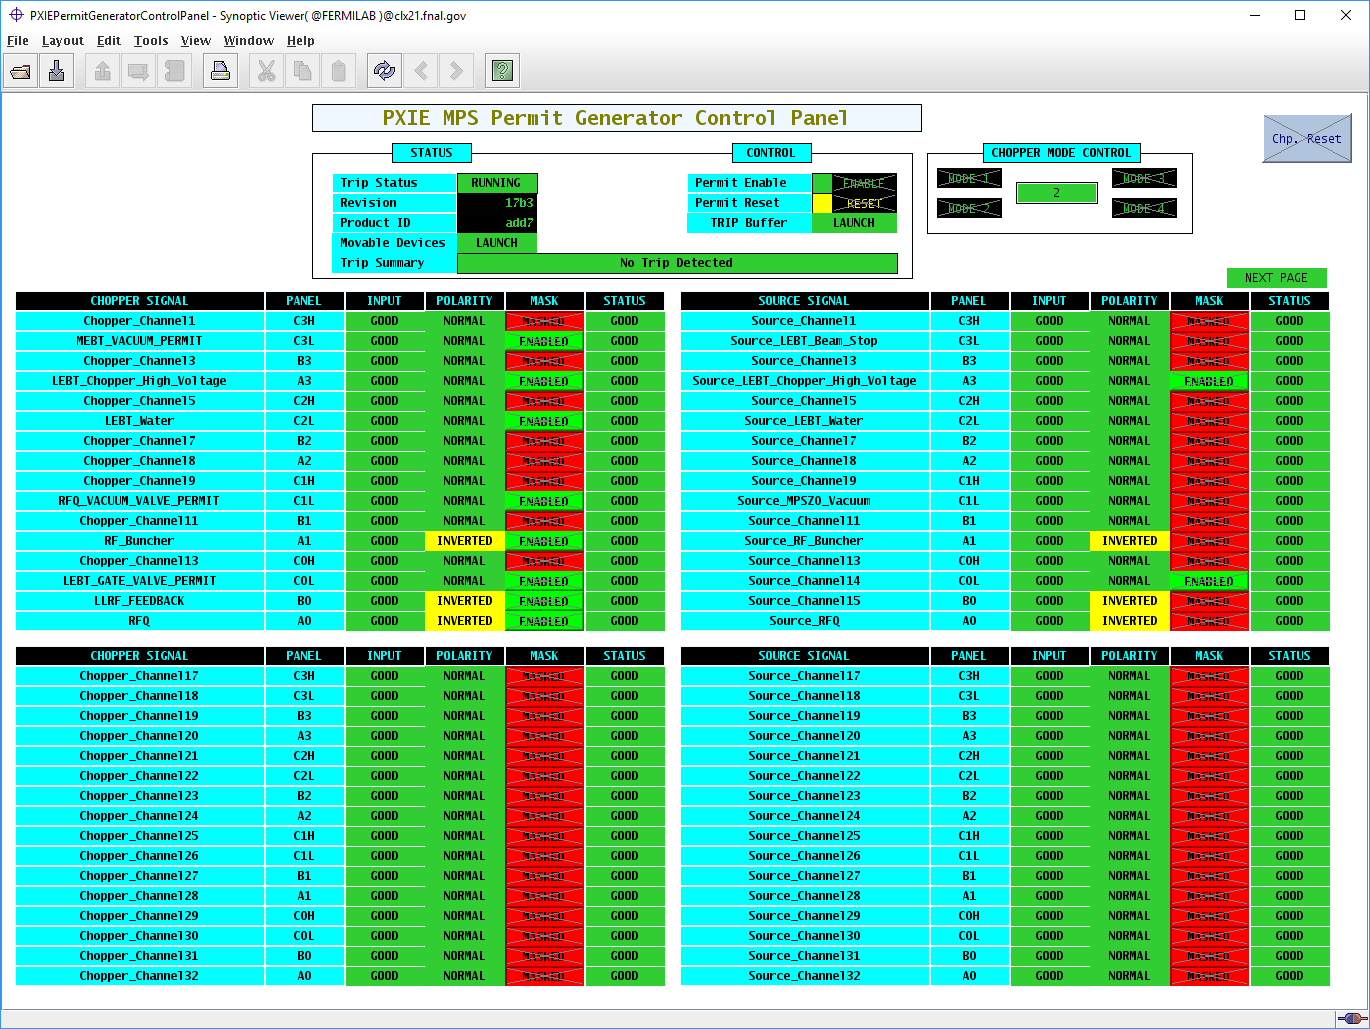 PXIEPermitGeneratorControlPanel - Synoptic Viewer( @FERMILAB )@clx21.fnal.gov
File Layout Edit Tools View Window Help
PXIE MPS Permit Generator Control Panel
Chp. Reset
STATUS CONTROL CHOPPER MODE CONTROL
Trip Status RUNNING Permit Enable ENABLE MODE 1 MODE 3
Revision 17b3 Permit Reset RESET 2
Product ID add7 TRIP Buffer LAUNCH MODE 2 MODE 4
Movable Devices LAUNCH
Trip Summary No Trip Detected
NEXT PAGE
CHOPPER SIGNAL PANEL INPUT POLARITY MASK STATUS SOURCE SIGNAL PANEL INPUT POLARITY MASK STATUS
Chopper_Channel1 C3H GOOD NORMAL MASKED GOOD Source_Channel1 C3H GOOD NORMAL MASKED GOOD
MEBT_VACUUM_PERMIT C3L GOOD NORMAL ENABLED GOOD Source_LEBT_Beam_Stop C3L GOOD NORMAL MASKED GOOD
Chopper_Channel3 B3 GOOD NORMAL MASKED GOOD Source_Channel3 B3 GOOD NORMAL MASKED GOOD
LEBT_Chopper_High_Voltage A3 GOOD NORMAL ENABLED GOOD Source_LEBT_Chopper_High_Voltage A3 GOOD NORMAL ENABLED GOOD
Chopper_Channel5 C2H GOOD NORMAL MASKED GOOD Source_Channel5 C2H GOOD NORMAL MASKED GOOD
LEBT_Water C2L GOOD NORMAL ENABLED GOOD Source_LEBT_Water C2L GOOD NORMAL MASKED GOOD
Chopper_Channel7 B2 GOOD NORMAL MASKED GOOD Source_Channel7 B2 GOOD NORMAL MASKED GOOD
Chopper_Channel8 A2 GOOD NORMAL MASKED GOOD Source_Channel8 A2 GOOD NORMAL MASKED GOOD
Chopper_Channel9 C1H GOOD NORMAL MASKED GOOD Source_Channel9 C1H GOOD NORMAL MASKED GOOD
RFQ_VACUUM_VALVE_PERMIT C1L GOOD NORMAL ENABLED GOOD Source_MPSZO_Vacuum C1L GOOD NORMAL MASKED GOOD
Chopper_Channel11 B1 GOOD NORMAL MASKED GOOD Source_Channel11 B1 GOOD NORMAL MASKED GOOD
RF_Buncher A1 GOOD INVERTED ENABLED GOOD Source_RF_Buncher A1 GOOD INVERTED MASKED GOOD
Chopper_Channel13 C0H GOOD NORMAL MASKED GOOD Source_Channel13 C0H GOOD NORMAL MASKED GOOD
LEBT_GATE_VALVE_PERMIT C0L GOOD NORMAL ENABLED GOOD Source_Channel14 C0L GOOD NORMAL ENABLED GOOD
LLRF_FEEDBACK B0 GOOD INVERTED ENABLED GOOD Source_Channel15 B0 GOOD INVERTED MASKED GOOD
RFQ A0 GOOD INVERTED ENABLED GOOD Source_RFQ A0 GOOD INVERTED MASKED GOOD
CHOPPER SIGNAL PANEL INPUT POLARITY MASK STATUS SOURCE SIGNAL PANEL INPUT POLARITY MASK STATUS
Chopper_Channel17 C3H GOOD NORMAL MASKED GOOD Source_Channel17 C3H GOOD NORMAL MASKED GOOD
Chopper_Channel18 C3L GOOD NORMAL MASKED GOOD Source_Channel18 C3L GOOD NORMAL MASKED GOOD
Chopper_Channel19 B3 GOOD NORMAL MASKED GOOD Source_Channel19 B3 GOOD NORMAL MASKED GOOD
Chopper_Channel20 A3 GOOD NORMAL MASKED GOOD Source_Channel20 A3 GOOD NORMAL MASKED GOOD
Chopper_Channel21 C2H GOOD NORMAL MASKED GOOD Source_Channel21 C2H GOOD NORMAL MASKED GOOD
Chopper_Channel22 C2L GOOD NORMAL MASKED GOOD Source_Channel22 C2L GOOD NORMAL MASKED GOOD
Chopper_Channel23 B2 GOOD NORMAL MASKED GOOD Source_Channel23 B2 GOOD NORMAL MASKED GOOD
Chopper_Channel24 A2 GOOD NORMAL MASKED GOOD Source_Channel24 A2 GOOD NORMAL MASKED GOOD
Chopper_Channel25 C1H GOOD NORMAL MASKED GOOD Source_Channel25 C1H GOOD NORMAL MASKED GOOD
Chopper_Channel26 C1L GOOD NORMAL MASKED GOOD Source_Channel26 C1L GOOD NORMAL MASKED GOOD
Chopper_Channel27 B1 GOOD NORMAL MASKED GOOD Source_Channel27 B1 GOOD NORMAL MASKED GOOD
Chopper_Channel28 A1 GOOD NORMAL MASKED GOOD Source_Channel28 A1 GOOD NORMAL MASKED GOOD
Chopper_Channel29 C0H GOOD NORMAL MASKED GOOD Source_Channel29 C0H GOOD NORMAL MASKED GOOD
Chopper_Channel30 C0L GOOD NORMAL MASKED GOOD Source_Channel30 C0L GOOD NORMAL MASKED GOOD
Chopper_Channel31 B0 GOOD NORMAL MASKED GOOD Source_Channel31 B0 GOOD NORMAL MASKED GOOD
Chopper_Channel32 A0 GOOD NORMAL MASKED GOOD Source_Channel32 A0 GOOD NORMAL MASKED GOOD